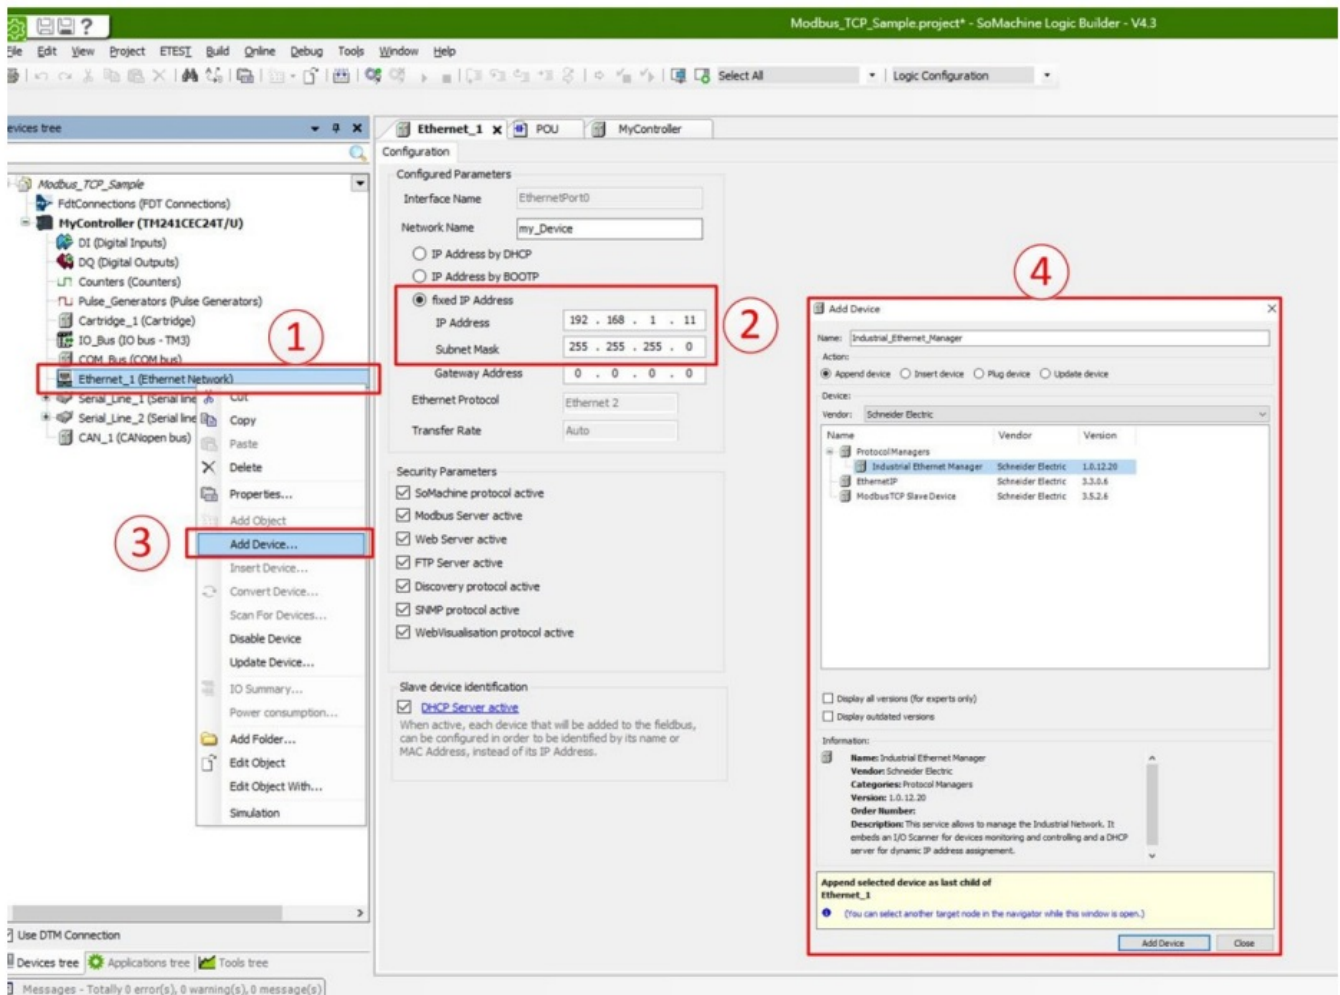 ?
Modbus_TCP_Sample.project* - SoMachine Logic Builder - V4.3
File Edit View Project ETEST Build Online Debug Tools Window Help
Select All
Logic Configuration
evices tree
Modbus_TCP_Sample
FdtConnections (FDT Connections)
MyController (TM241CEC24T/U)
DI (Digital Inputs)
DQ (Digital Outputs)
Counters (Counters)
Pulse_Generators (Pulse Generators)
Cartridge_1 (Cartridge)
IO_Bus (IO bus - TM3)
COM_Bus (COM bus)
Ethernet_1 (Ethernet Network)
Serial_Line_1 (Serial line
Serial_Line_2 (Serial line
CAN_1 (CANopen bus)
1
Cut
Copy
Paste
Delete
Properties...
Add Object
Add Device...
Insert Device...
Convert Device...
Scan For Devices...
Disable Device
Update Device...
IO Summary...
Power consumption...
Add Folder...
Edit Object
Edit Object With...
Simulation
3
Use DTM Connection
Devices tree Applications tree Tools tree
Messages - Totally 0 error(s), 0 warning(s), 0 message(s)
Ethernet_1 POU MyController
Configuration
Configured Parameters
Interface Name EthernetPort0
Network Name my_Device
IP Address by DHCP
IP Address by BOOTP
fixed IP Address
IP Address 192 . 168 . 1 . 11
Subnet Mask 255 . 255 . 255 . 0
Gateway Address 0 . 0 . 0 . 0
Ethernet Protocol Ethernet 2
Transfer Rate Auto
2
Security Parameters
SoMachine protocol active
Modbus Server active
Web Server active
FTP Server active
Discovery protocol active
SNMP protocol active
WebVisualisation protocol active
Slave device identification
DHCP Server active
When active, each device that will be added to the fieldbus,
can be configured in order to be identified by its name or
MAC Address, instead of its IP Address.
4
Add Device
Name: Industrial_Ethernet_Manager
Action:
Append device Insert device Plug device Update device
Device:
Vendor: Schneider Electric
Name Vendor Version
ProtocolManagers
Industrial Ethernet Manager Schneider Electric 1.0.12.20
EthernetIP Schneider Electric 3.3.0.6
ModbusTCP Slave Device Schneider Electric 3.5.2.6
Display all versions (for experts only)
Display outdated versions
Information:
Name: Industrial Ethernet Manager
Vendor: Schneider Electric
Categories: Protocol Managers
Version: 1.0.12.20
Order Number:
Description: This service allows to manage the Industrial Network. It
embeds an I/O Scanner for devices monitoring and controlling and a DHCP
server for dynamic IP address assignement.
Append selected device as last child of
Ethernet_1
(You can select another target node in the navigator while this window is open.)
Add Device Close